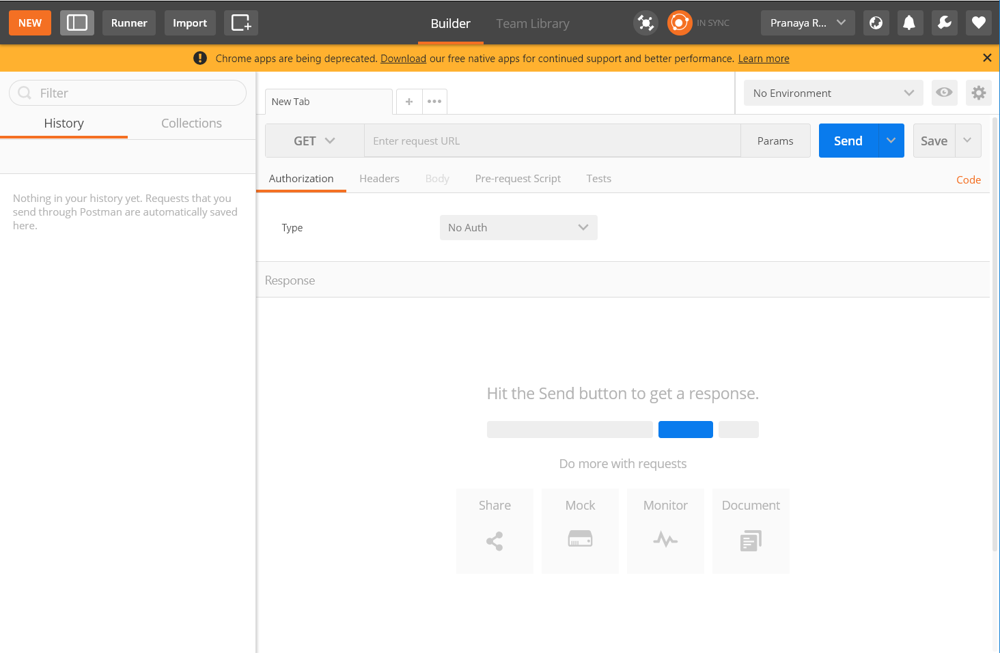 NEW
Runner
Import
Builder
Team Library
IN SYNC
Pranaya R...
Chrome apps are being deprecated. Download our free native apps for continued support and better performance. Learn more
Filter
History
Collections
Nothing in your history yet. Requests that you
send through Postman are automatically saved
here.
New Tab
No Environment
GET
Enter request URL
Params
Send
Save
Authorization
Headers
Body
Pre-request Script
Tests
Code
Type
No Auth
Response
Hit the Send button to get a response.
Do more with requests
Share
Mock
Monitor
Document